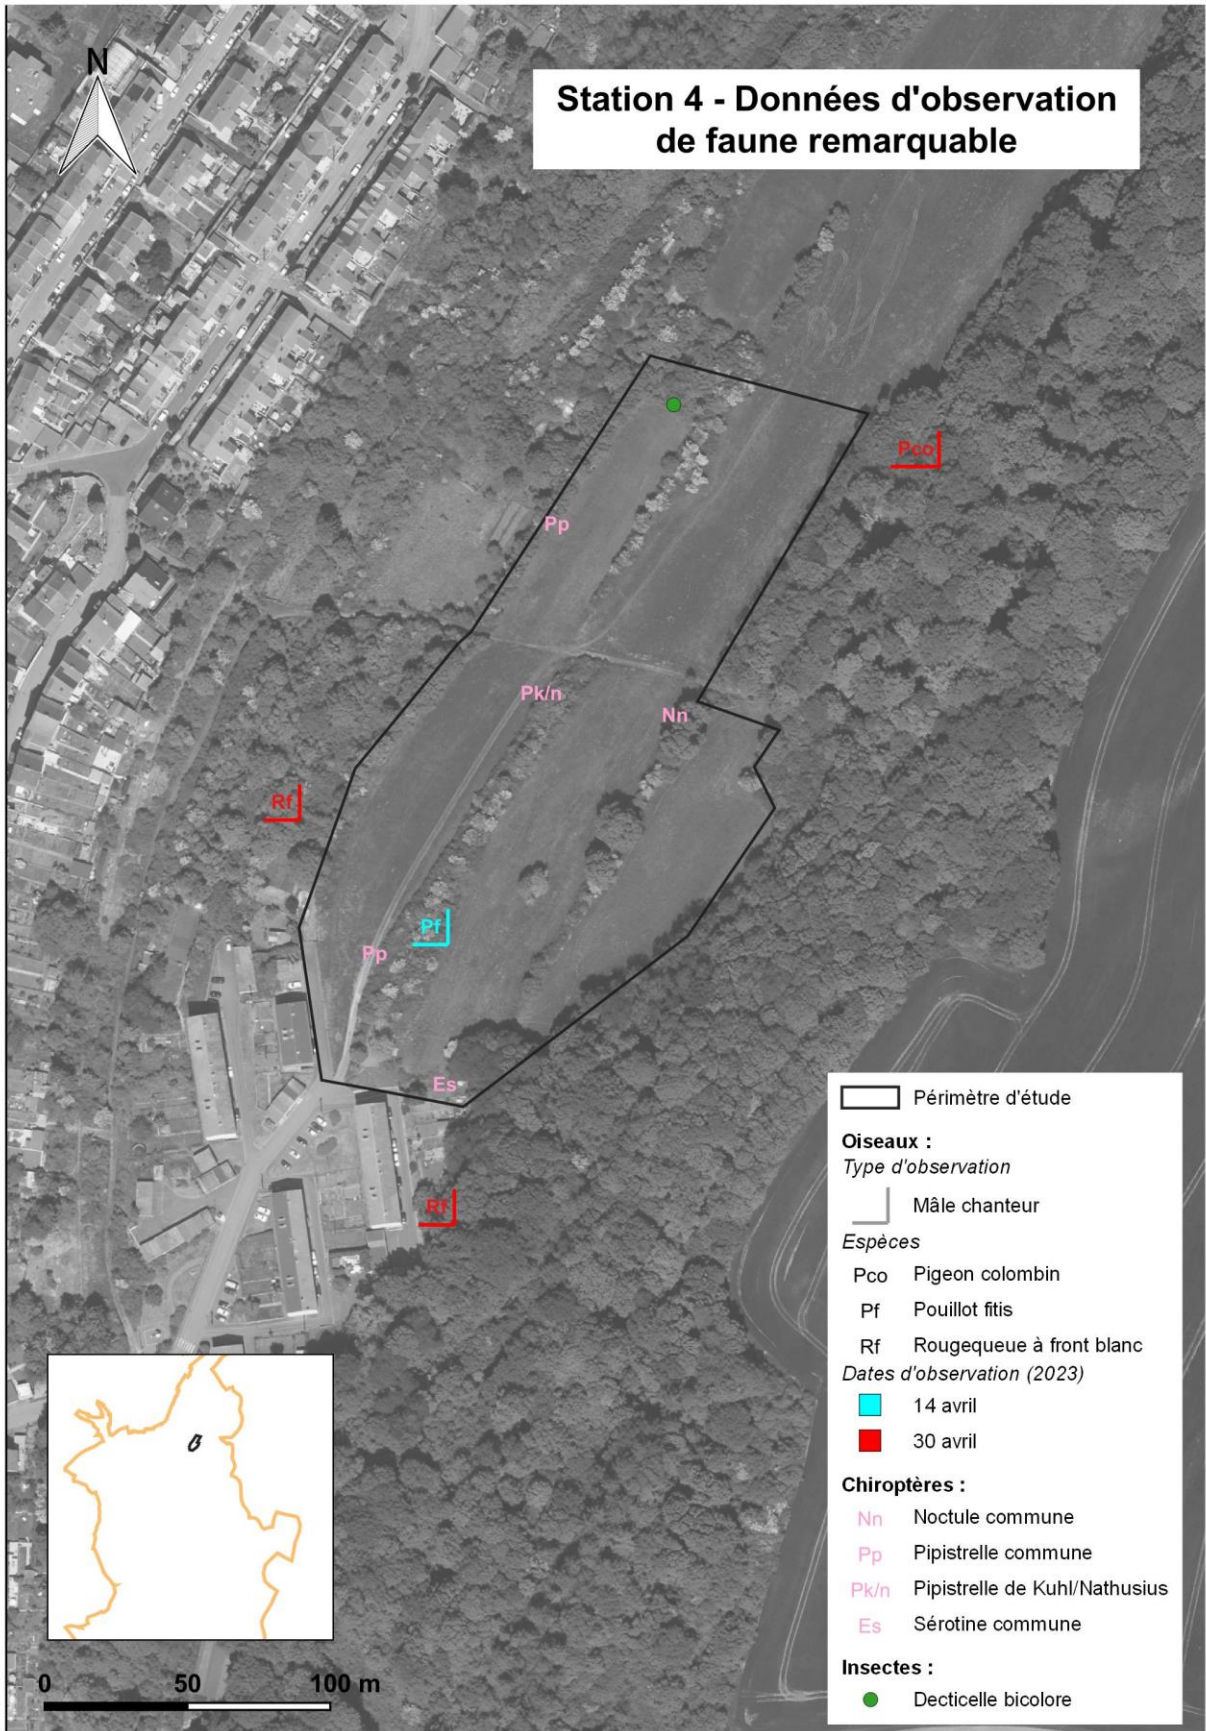 N
Station 4 - Données d'observation
de faune remarquable
Pco
Pp
Pk/n
Nn
Rf
Pf
Pp
Es
Rf
Périmètre d'étude
Oiseaux :
Type d'observation
Mâle chanteur
Espèces
Pco Pigeon colombin
Pf Pouillot fitis
Rf Rougequeue à front blanc
Dates d'observation (2023)
14 avril
30 avril
Chiroptères :
Nn Noctule commune
Pp Pipistrelle commune
Pk/n Pipistrelle de Kuhl/Nathusius
Es Sérotine commune
Insectes :
Decticelle bicolore
0 50 100 m